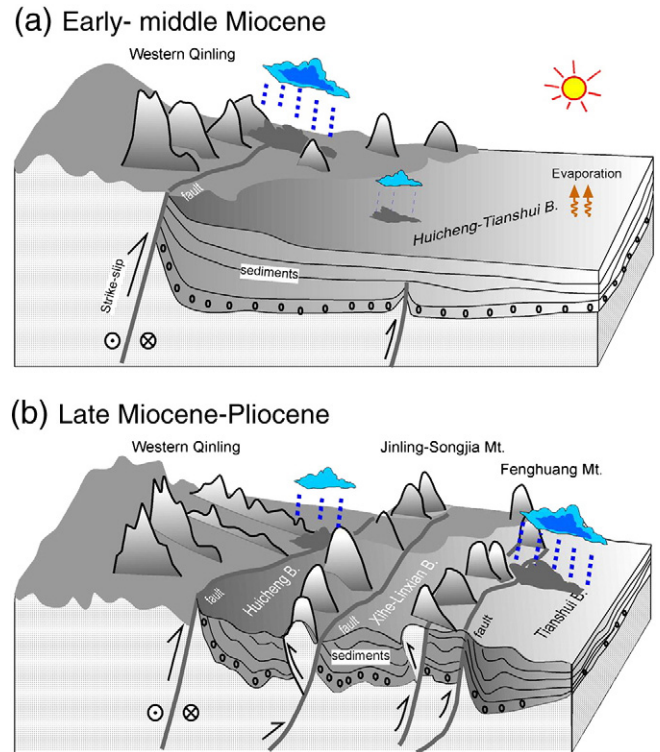 (a) Early- middle Miocene
Western Qinling
Evaporation
fault
Huicheng-Tianshui B.
Strike-slip
sediments
(b) Late Miocene-Pliocene
Western Qinling
Jinling-Songjia Mt.
Fenghuang Mt.
fault
Huicheng B.
fault
Xihe-Linxian B.
fault
Tianshui B.
sediments